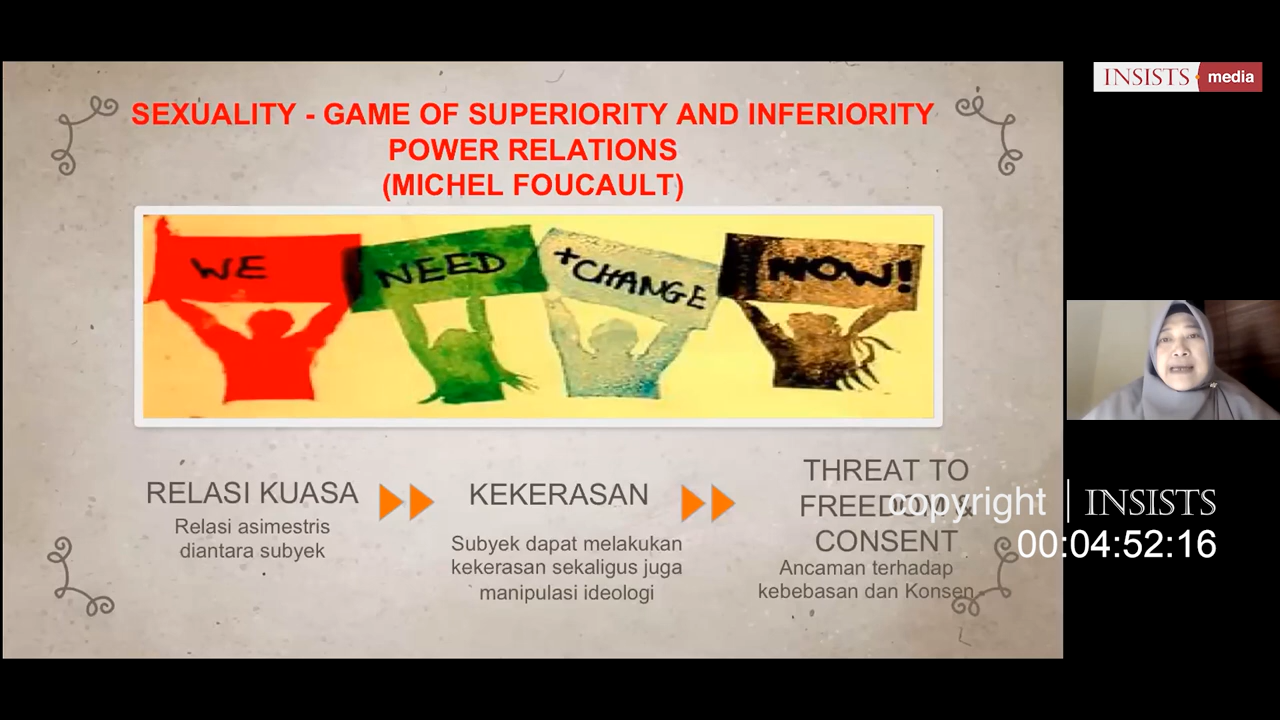 INSISTS media
SEXUALITY - GAME OF SUPERIORITY AND INFERIORITY
POWER RELATIONS
(MICHEL FOUCAULT)
WE NEED +CHANGE NOW!
RELASI KUASA
Relasi asimestris
diantara subyek
KEKERASAN
Subyek dapat melakukan
kekerasan sekaligus juga
manipulasi ideologi
THREAT TO
FREEDOM &
CONSENT
Ancaman terhadap
kebebasan dan Konsen
copyright | INSISTS
00:04:52:16